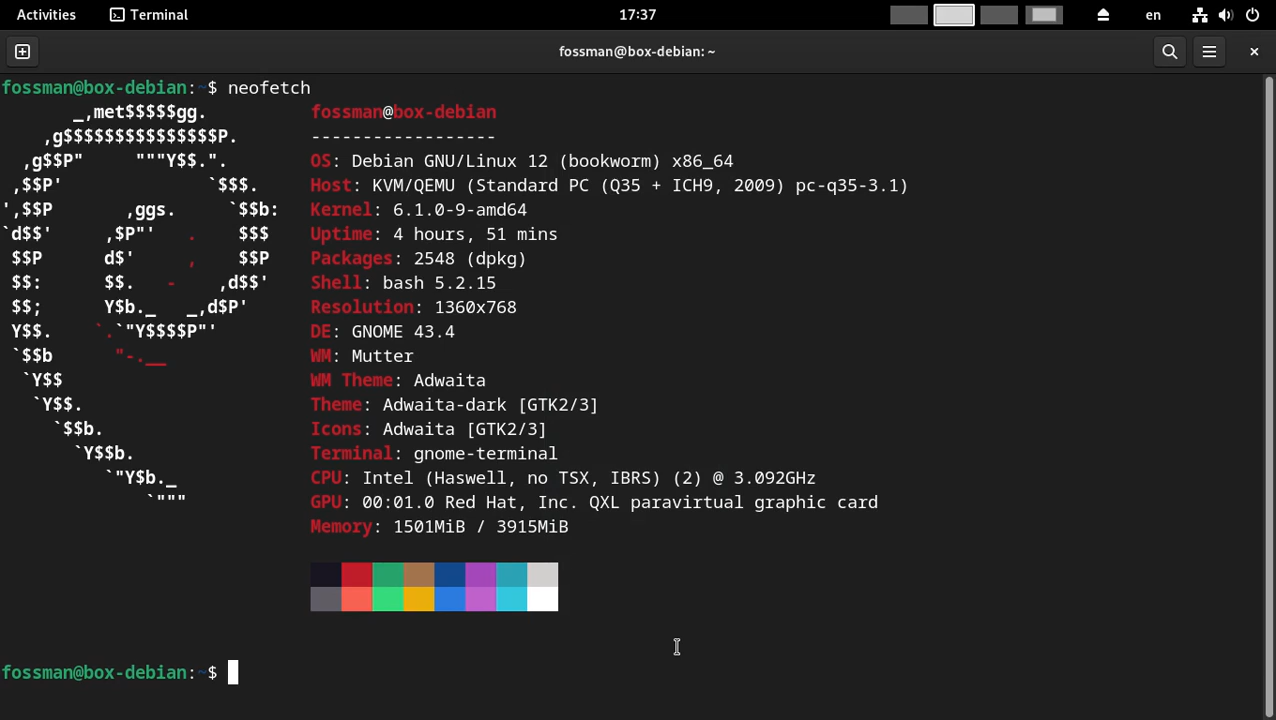 Activities Terminal 17:37 en
fossman@box-debian: ~
fossman@box-debian:~$ neofetch
       _,met$$$$$gg.          fossman@box-debian
    ,g$$$$$$$$$$$$$$$P.       ------------------
  ,g$$P"     """Y$$.".        OS: Debian GNU/Linux 12 (bookworm) x86_64
 ,$$P'              `$$$.     Host: KVM/QEMU (Standard PC (Q35 + ICH9, 2009) pc-q35-3.1)
',$$P       ,ggs.     `$$b:   Kernel: 6.1.0-9-amd64
`d$$'     ,$P"'   .    $$$    Uptime: 4 hours, 51 mins
 $$P      d$'     ,    $$P    Packages: 2548 (dpkg)
 $$:      $$.   -    ,d$$'    Shell: bash 5.2.15
 $$;      Y$b._   _,d$P'      Resolution: 1360x768
 Y$$.    `.`"Y$$$$P"'         DE: GNOME 43.4
 `$$b      "-.__              WM: Mutter
  `Y$$                        WM Theme: Adwaita
   `Y$$.                      Theme: Adwaita-dark [GTK2/3]
     `$$b.                    Icons: Adwaita [GTK2/3]
       `Y$$b.                 Terminal: gnome-terminal
          `"Y$b._             CPU: Intel (Haswell, no TSX, IBRS) (2) @ 3.092GHz
              `"""            GPU: 00:01.0 Red Hat, Inc. QXL paravirtual graphic card
                              Memory: 1501MiB / 3915MiB
fossman@box-debian:~$